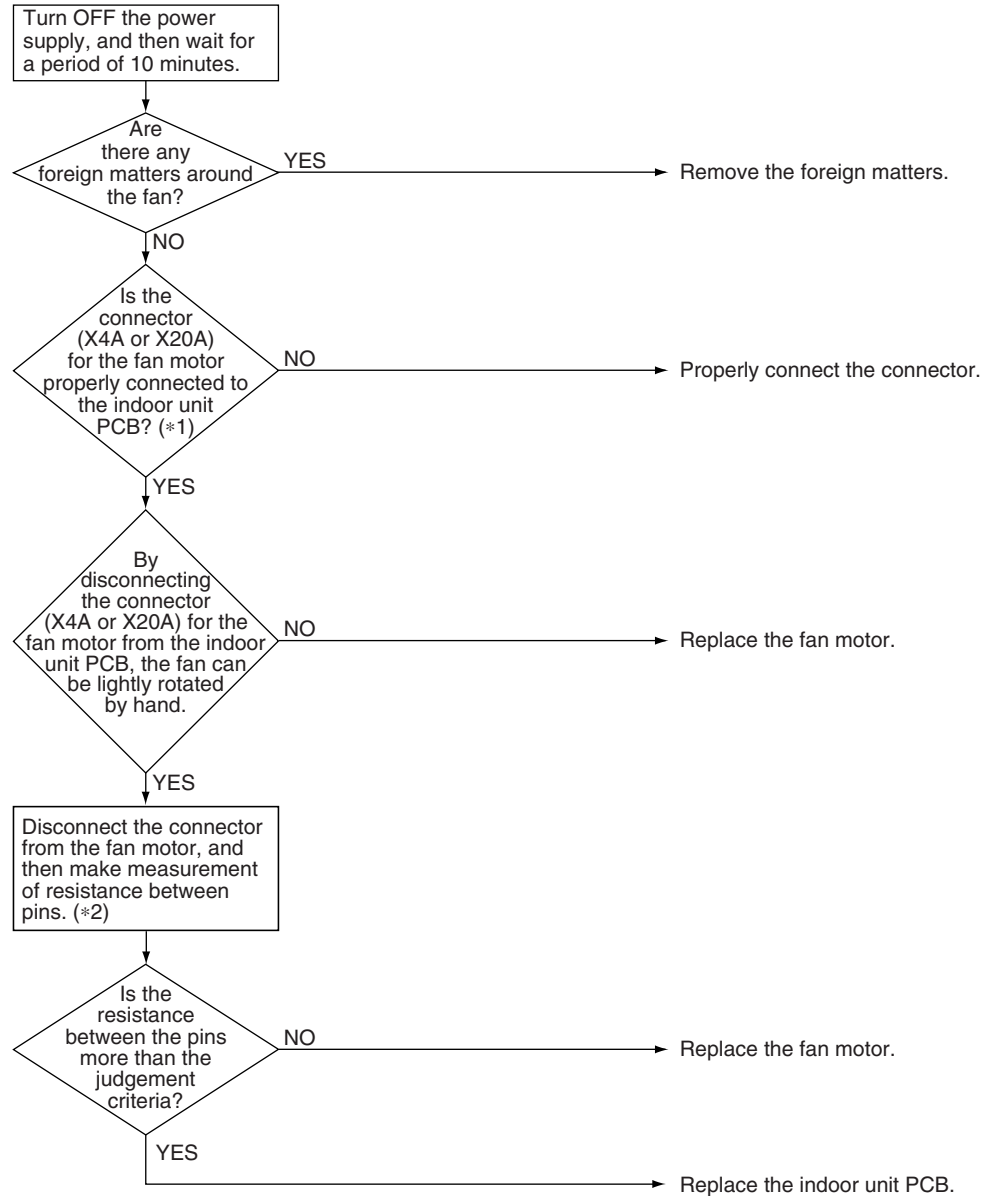 Turn OFF the power
supply, and then wait for
a period of 10 minutes.
Are
there any
foreign matters around
the fan?
YES
Remove the foreign matters.
NO
Is the
connector
(X4A or X20A)
for the fan motor
properly connected to
the indoor unit
PCB? (*1)
NO
Properly connect the connector.
YES
By
disconnecting
the connector
(X4A or X20A) for the
fan motor from the indoor
unit PCB, the fan can
be lightly rotated
by hand.
NO
Replace the fan motor.
YES
Disconnect the connector
from the fan motor, and
then make measurement
of resistance between
pins. (*2)
Is the
resistance
between the pins
more than the
judgement
criteria?
NO
Replace the fan motor.
YES
Replace the indoor unit PCB.